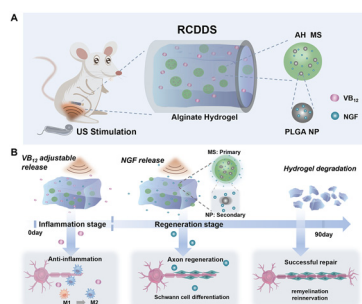 A
RCDDS
AH MS
VB12
NGF
PLGA NP
US Stimulation
Alginate Hydrogel
B
VB12 adjustable
release
NGF release
MS: Primary
NP: Secondary
Hydrogel degradation
0day
Inflammation stage
Regeneration stage
90day
Anti-inflammation
M1
M2
Axon regeneration
Schwann cell differentiation
Successful repair
remyelination
reinnervation